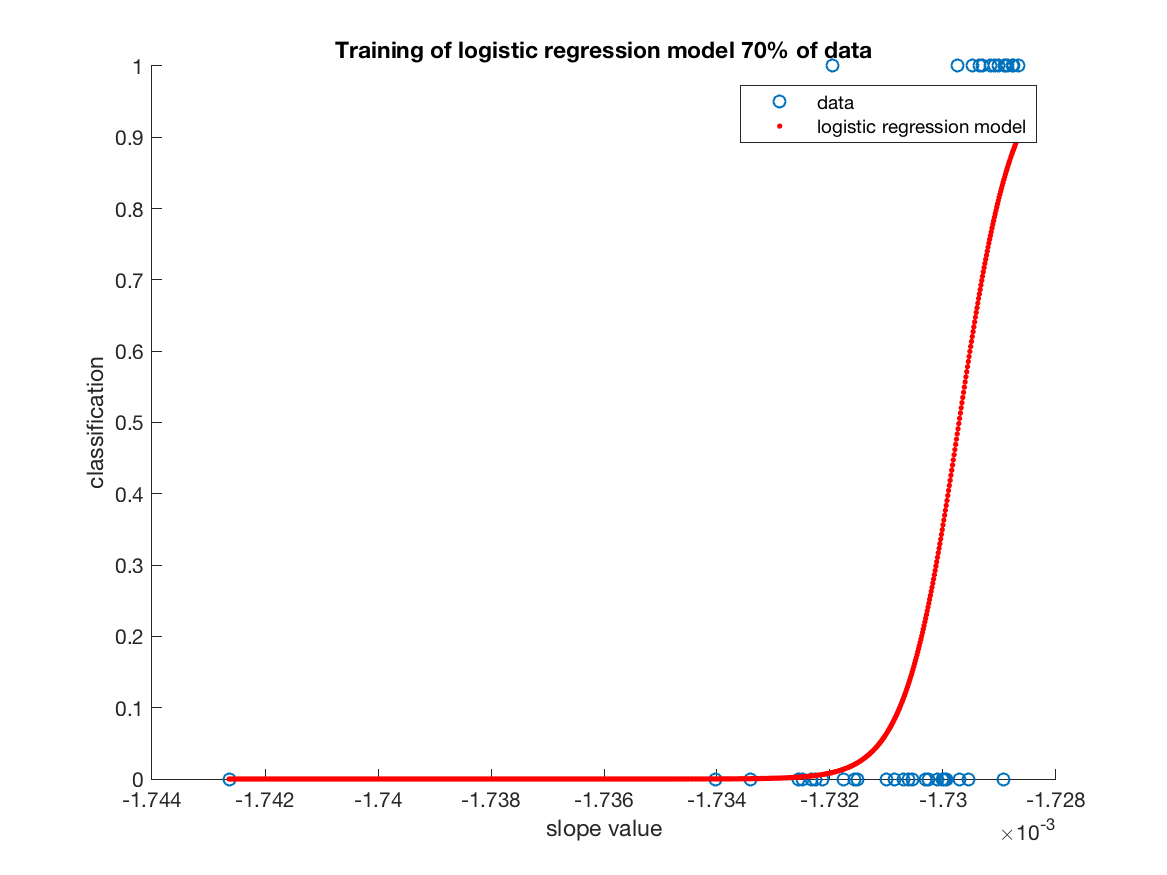 Training of logistic regression model 70% of data
data
logistic regression model
1
0.9
0.8
0.7
0.6
0.5
0.4
0.3
0.2
0.1
0
classification
-1.744 -1.742 -1.74 -1.738 -1.736 -1.734 -1.732 -1.73 -1.728
slope value
×10-3